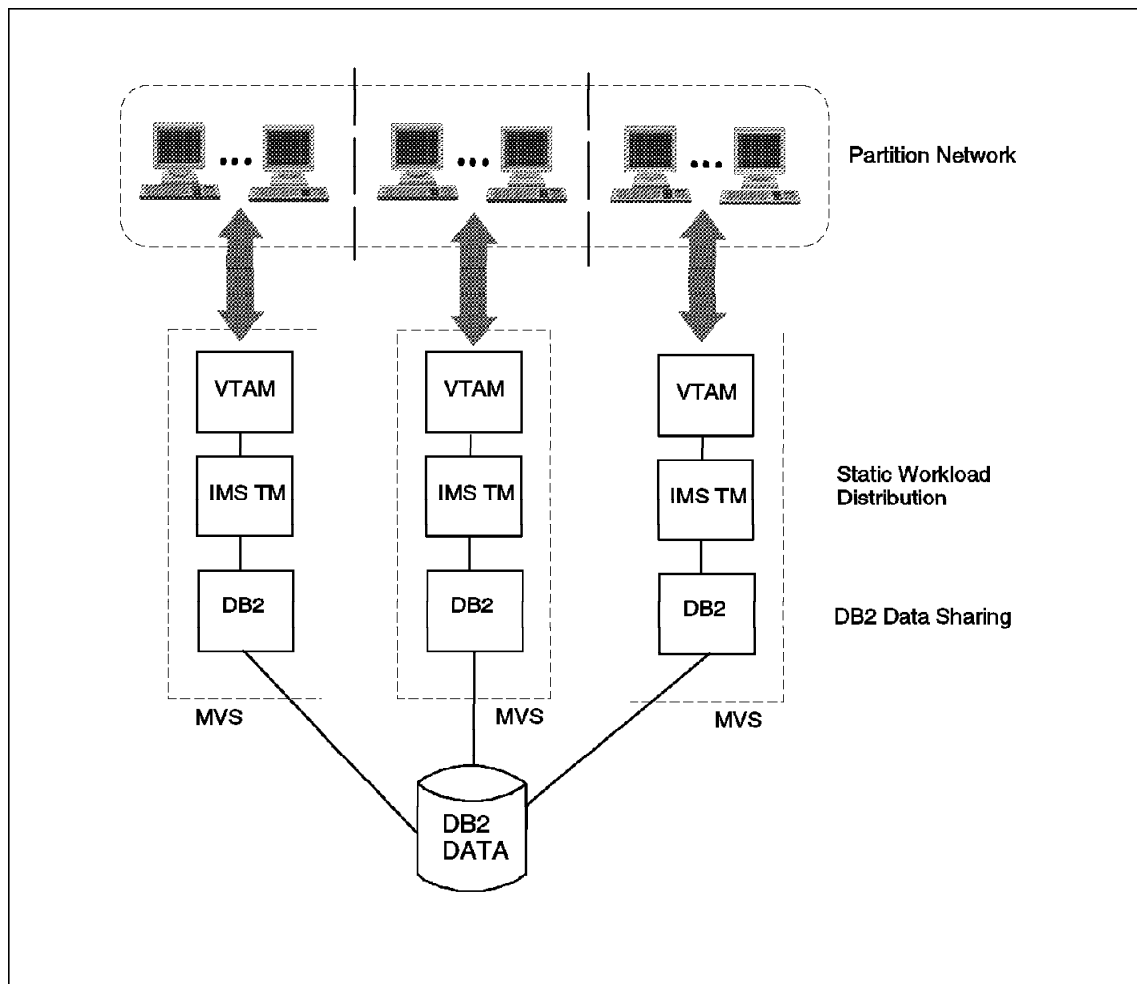 Partition Network
VTAM
VTAM
VTAM
IMS TM
IMS TM
IMS TM
Static Workload
Distribution
DB2
DB2
DB2
DB2 Data Sharing
MVS
MVS
MVS
DB2
DATA